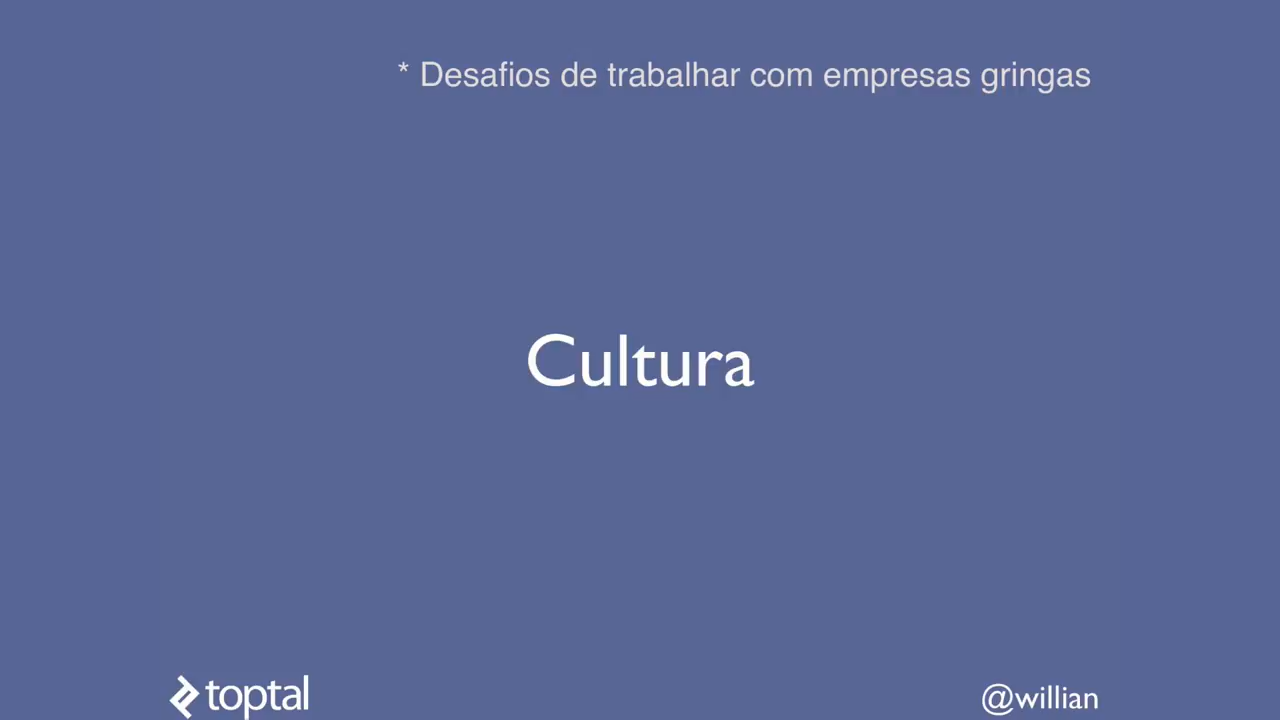 * Desafios de trabalhar com empresas gringas
Cultura
toptal
@willian